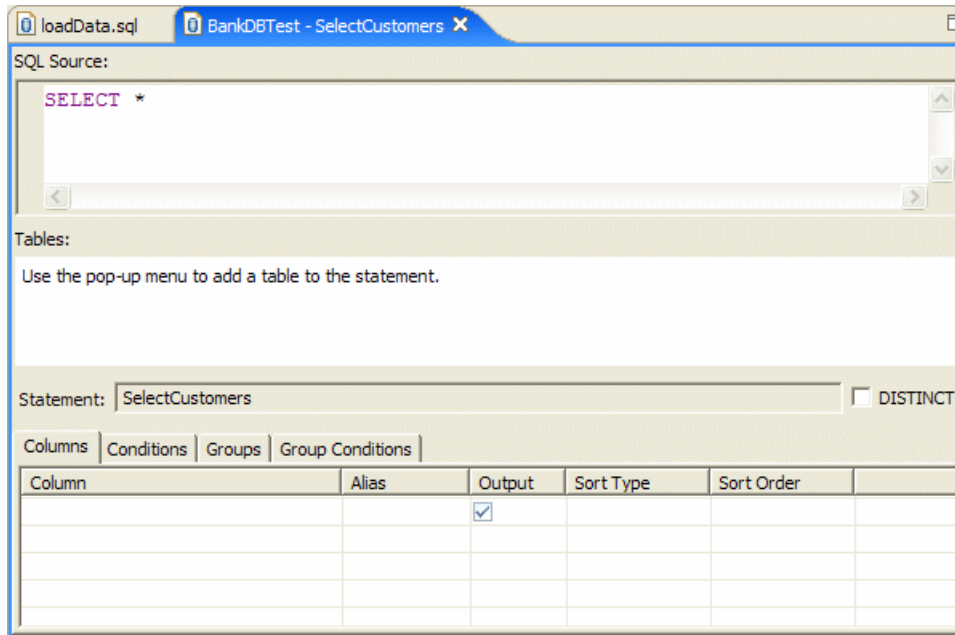 loadData.sql BankDBTest - SelectCustomers
SQL Source:
SELECT *
Tables:
Use the pop-up menu to add a table to the statement.
Statement: SelectCustomers DISTINCT
Columns Conditions Groups Group Conditions
Column Alias Output Sort Type Sort Order